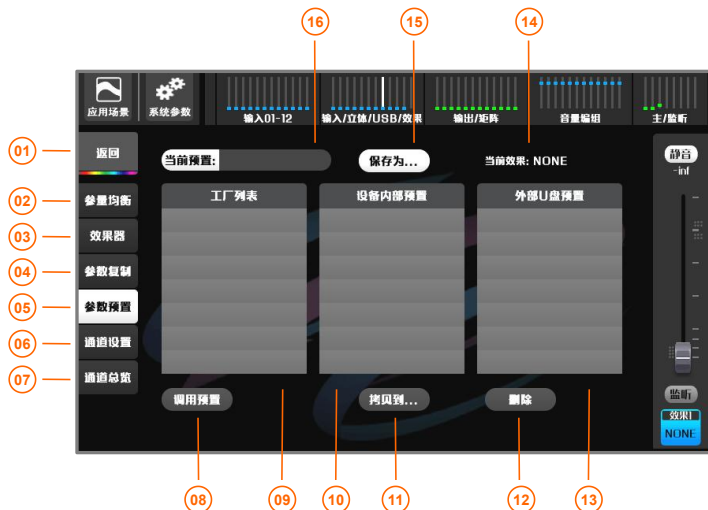 16 15 14
应用场景 系统参数 输入01-12 输入/立体/USB/效果 输出/矩阵 音量编组 主/监听
01 返回 当前预置: 保存为... 当前效果: NONE 静音
-inf
02 参量均衡 工厂列表 设备内部预置 外部U盘预置
03 效果器
04 参数复制
05 参数预置
06 通道设置
07 通道总览
调用预置 拷贝到... 删除 监听
效果1
NONE
08 09 10 11 12 13